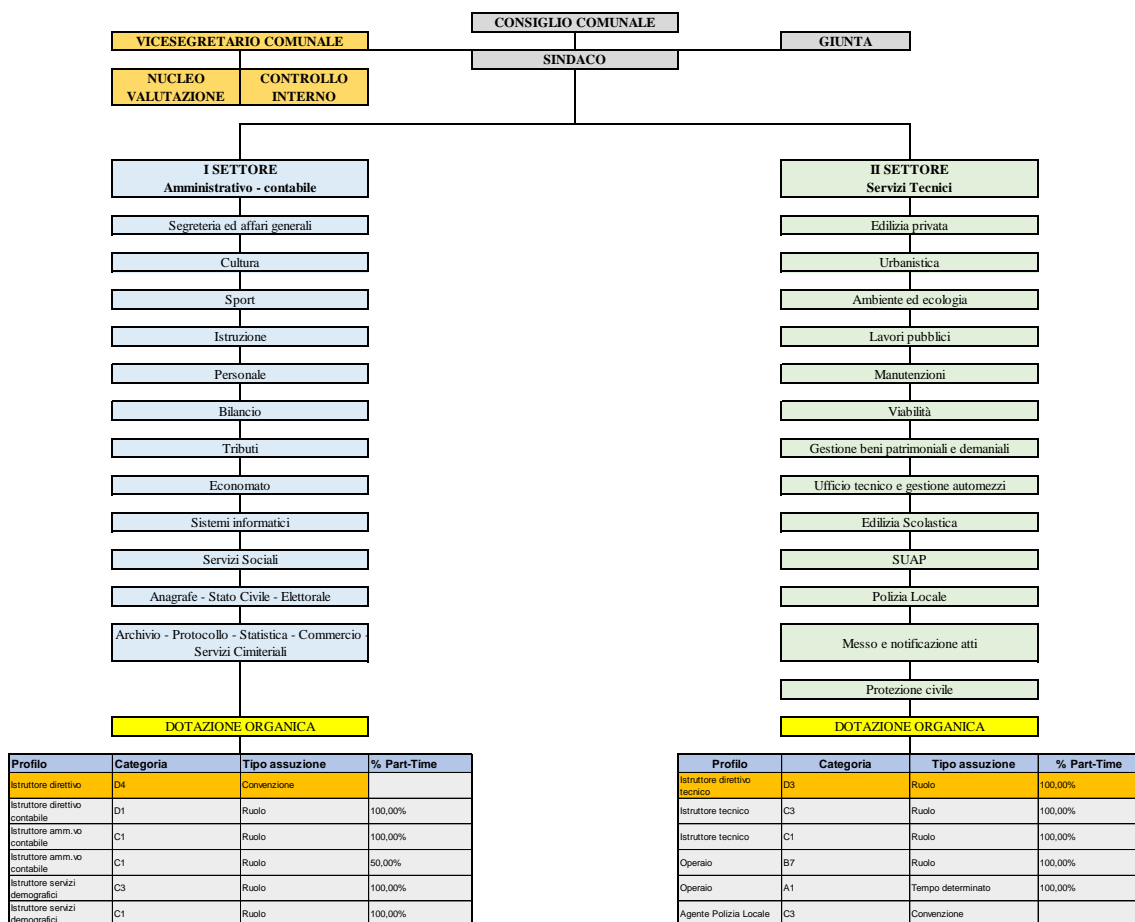 CONSIGLIO COMUNALE
VICESEGRETARIO COMUNALE
GIUNTA
SINDACO
NUCLEO
VALUTAZIONE
CONTROLLO
INTERNO
I SETTORE
Amministrativo - contabile
Segreteria ed affari generali
Cultura
Sport
Istruzione
Personale
Bilancio
Tributi
Economato
Sistemi informatici
Servizi Sociali
Anagrafe - Stato Civile - Elettorale
Archivio - Protocollo - Statistica - Commercio -
Servizi Cimiteriali
DOTAZIONE ORGANICA
Profilo Categoria Tipo assuzione % Part-Time
Istruttore direttivo D4 Convenzione
Istruttore direttivo
contabile D1 Ruolo 100,00%
Istruttore amm.vo
contabile C1 Ruolo 100,00%
Istruttore amm.vo
contabile C1 Ruolo 50,00%
Istruttore servizi
demografici C3 Ruolo 100,00%
Istruttore servizi
demografici C1 Ruolo 100,00%
II SETTORE
Servizi Tecnici
Edilizia privata
Urbanistica
Ambiente ed ecologia
Lavori pubblici
Manutenzioni
Viabilità
Gestione beni patrimoniali e demaniali
Ufficio tecnico e gestione automezzi
Edilizia Scolastica
SUAP
Polizia Locale
Messo e notificazione atti
Protezione civile
DOTAZIONE ORGANICA
Profilo Categoria Tipo assuzione % Part-Time
Istruttore direttivo
tecnico D3 Ruolo 100,00%
Istruttore tecnico C3 Ruolo 100,00%
Istruttore tecnico C1 Ruolo 100,00%
Operaio B7 Ruolo 100,00%
Operaio A1 Tempo determinato 100,00%
Agente Polizia Locale C3 Convenzione